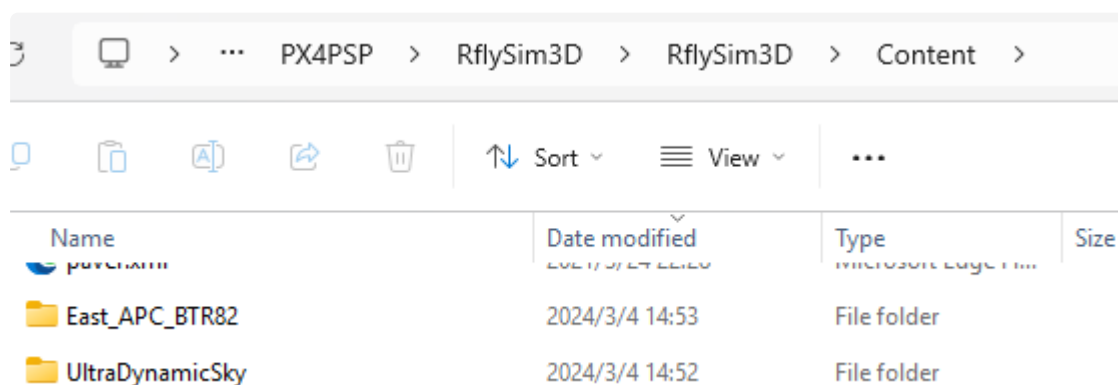 PX4PSP > RflySim3D > RflySim3D > Content >
Sort View
Name Date modified Type Size
East_APC_BTR82 2024/3/4 14:53 File folder
UltraDynamicSky 2024/3/4 14:52 File folder